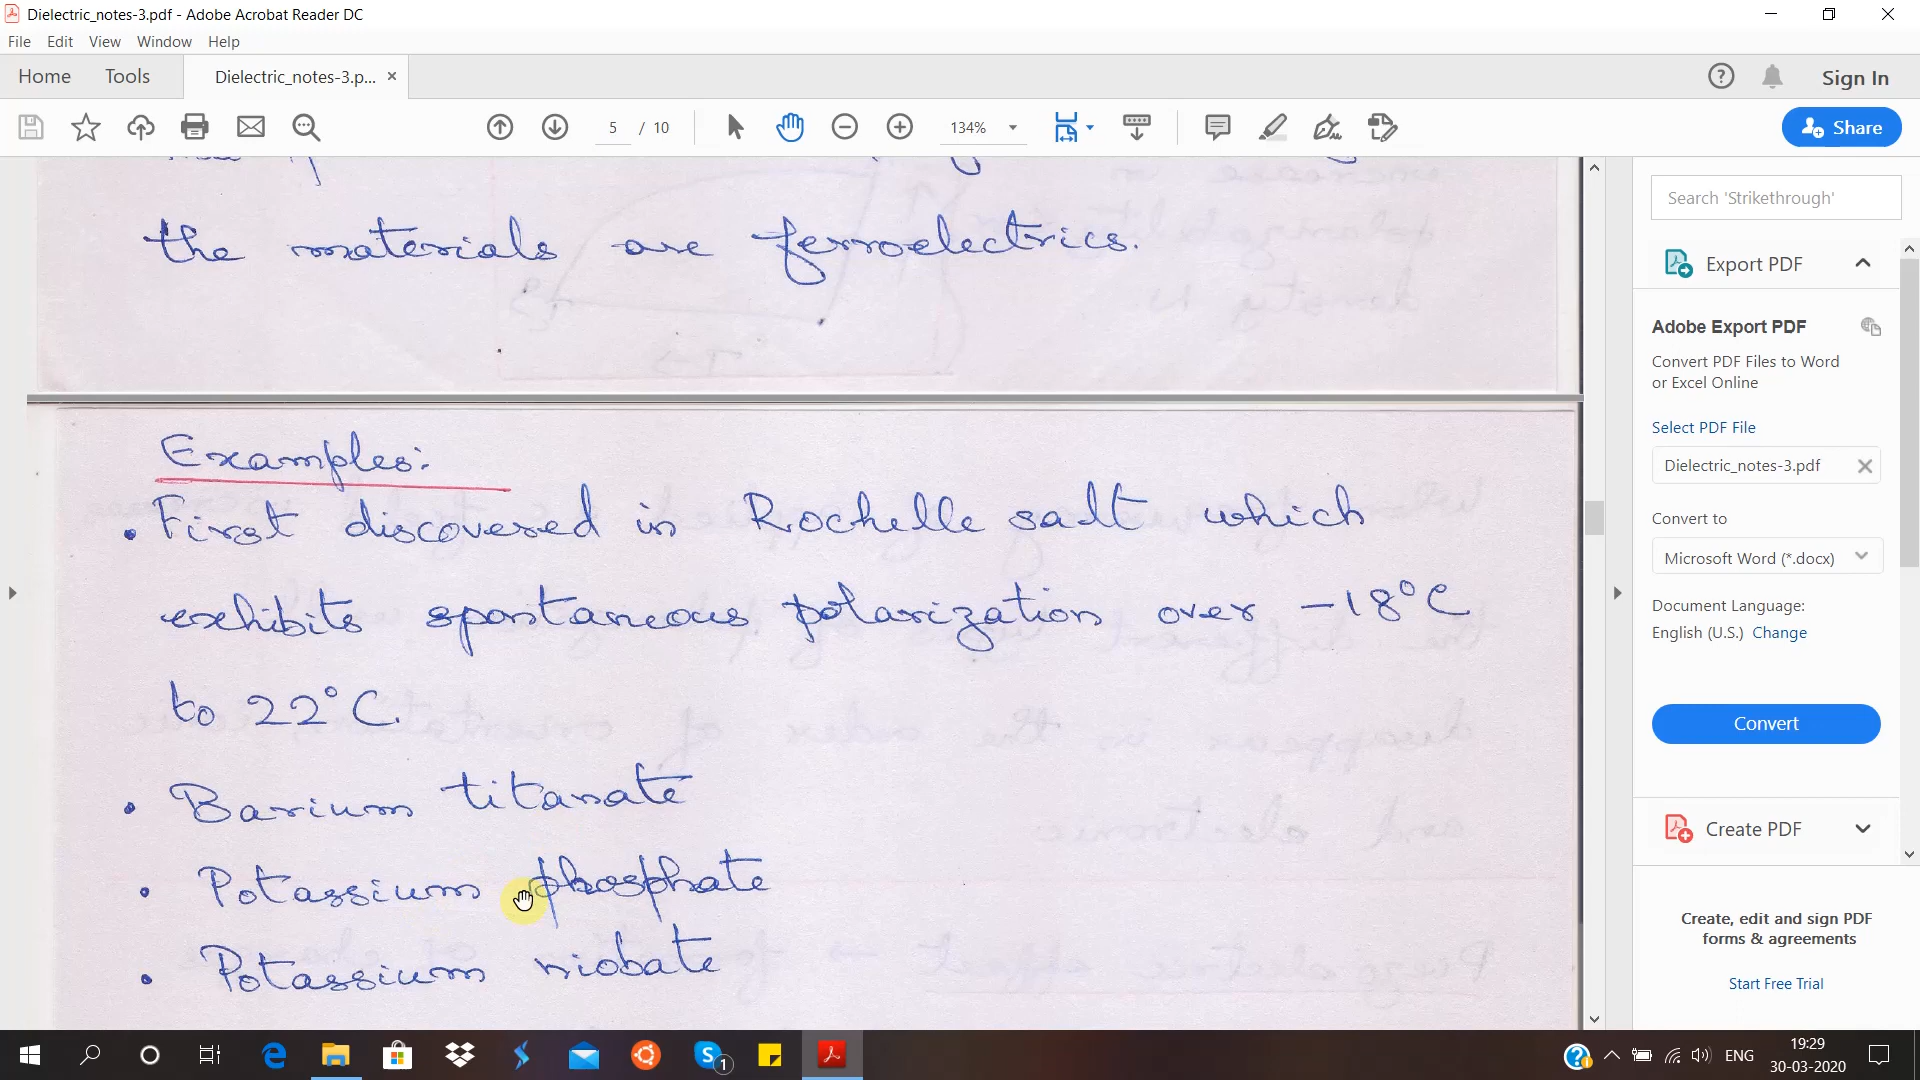 Dielectric_notes-3.pdf - Adobe Acrobat Reader DC
File Edit View Window Help
Home Tools Dielectric_notes-3.p... × Sign In
5 / 10 134% Share
the materials are ferroelectrics.
Examples:
• First discovered in Rochelle salt which
exhibits spontaneous polarization over -18°C
to 22°C.
• Barium titanate
• Potassium phosphate
• Potassium niobate
Search 'Strikethrough'
Export PDF
Adobe Export PDF
Convert PDF Files to Word
or Excel Online
Select PDF File
Dielectric_notes-3.pdf
Convert to
Microsoft Word (*.docx)
Document Language:
English (U.S.) Change
Convert
Create PDF
Create, edit and sign PDF
forms & agreements
Start Free Trial
1 ENG 19:29
30-03-2020